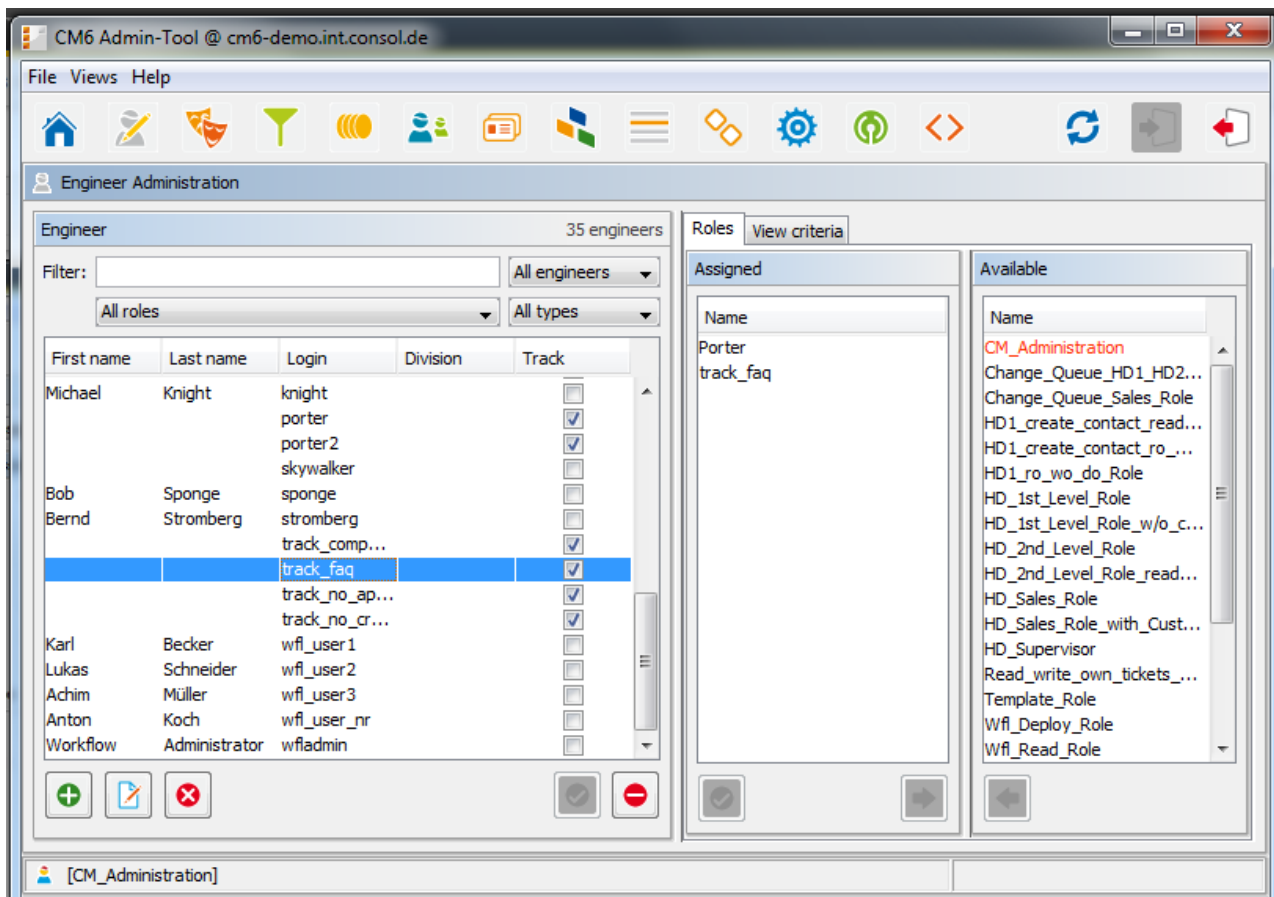 CM6 Admin-Tool @ cm6-demo.int.consol.de
File Views Help
Engineer Administration
Engineer 35 engineers
Filter: All engineers
All roles All types
First name Last name Login Division Track
Michael Knight knight
porter
porter2
skywalker
Bob Sponge sponge
Bernd Stromberg stromberg
track_comp...
track_faq
track_no_ap...
track_no_cr...
Karl Becker wfl_user1
Lukas Schneider wfl_user2
Achim Müller wfl_user3
Anton Koch wfl_user_nr
Workflow Administrator wfladmin
Roles View criteria
Assigned
Name
Porter
track_faq
Available
Name
CM_Administration
Change_Queue_HD1_HD2...
Change_Queue_Sales_Role
HD1_create_contact_read...
HD1_create_contact_ro_...
HD1_ro_wo_do_Role
HD_1st_Level_Role
HD_1st_Level_Role_w/o_c...
HD_2nd_Level_Role
HD_2nd_Level_Role_read...
HD_Sales_Role
HD_Sales_Role_with_Cust...
HD_Supervisor
Read_write_own_tickets_...
Template_Role
Wfl_Deploy_Role
Wfl_Read_Role
[CM_Administration]